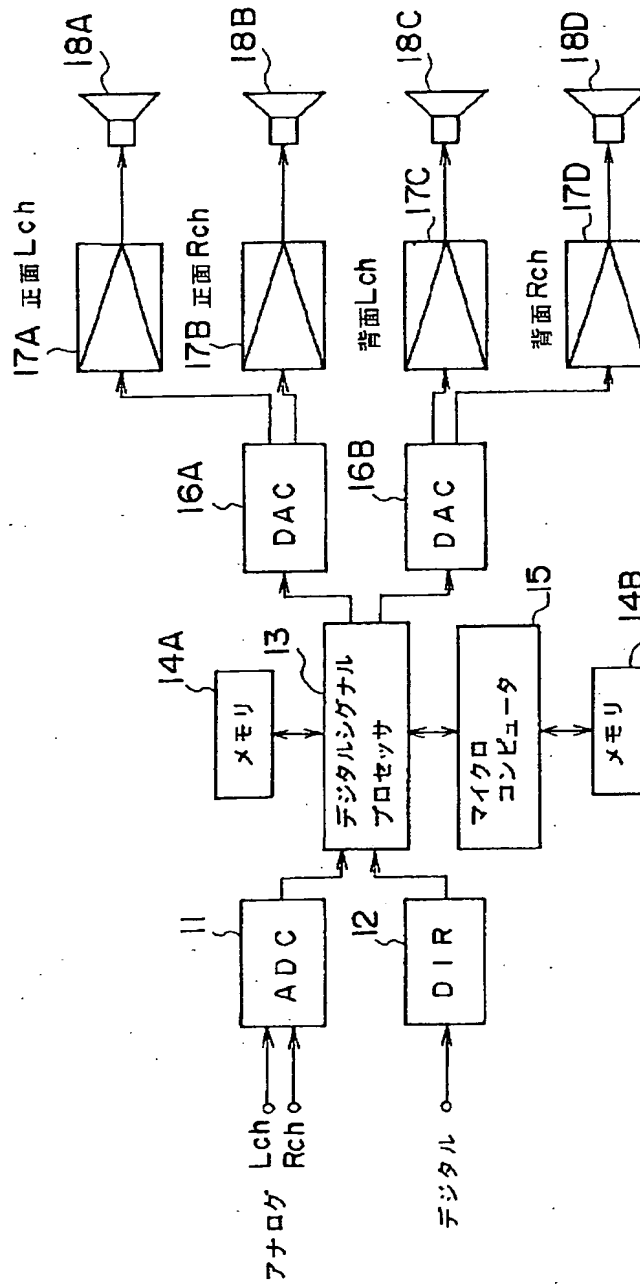 アナログ
Lch
Rch
デジタル
11
ADC
12
DIR
14A
メモリ
13
デジタルシグナル
プロセッサ
15
マイクロ
コンピュータ
14B
メモリ
16A
DAC
16B
DAC
17A 正面Lch
17B 正面Rch
背面Lch
17C
背面Rch
17D
18A
18B
18C
18D